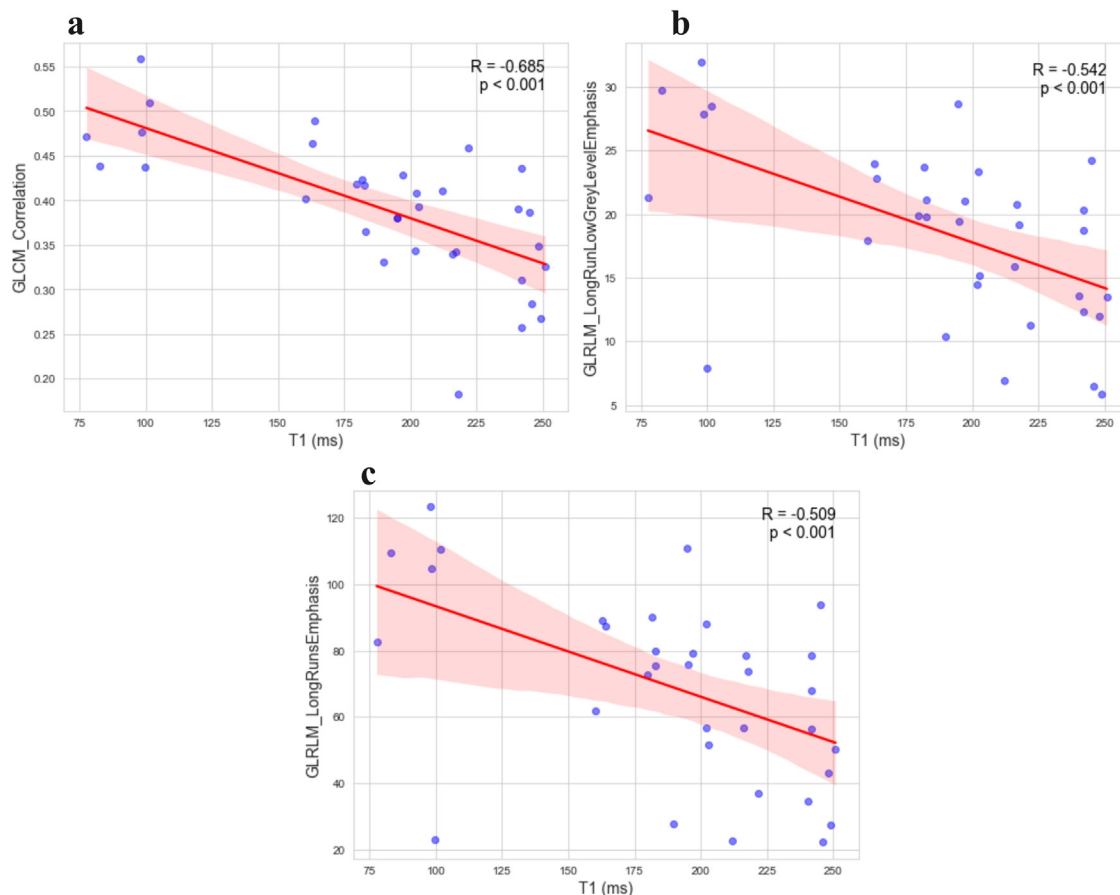 a
R = -0.685
p < 0.001
GLCM_Correlation
0.55
0.50
0.45
0.40
0.35
0.30
0.25
0.20
75 100 125 150 175 200 225 250
T1 (ms)
b
R = -0.542
p < 0.001
GLRLM_LongRunLowGreyLevelEmphasis
30
25
20
15
10
5
75 100 125 150 175 200 225 250
T1 (ms)
c
R = -0.509
p < 0.001
GLRLM_LongRunsEmphasis
120
100
80
60
40
20
75 100 125 150 175 200 225 250
T1 (ms)